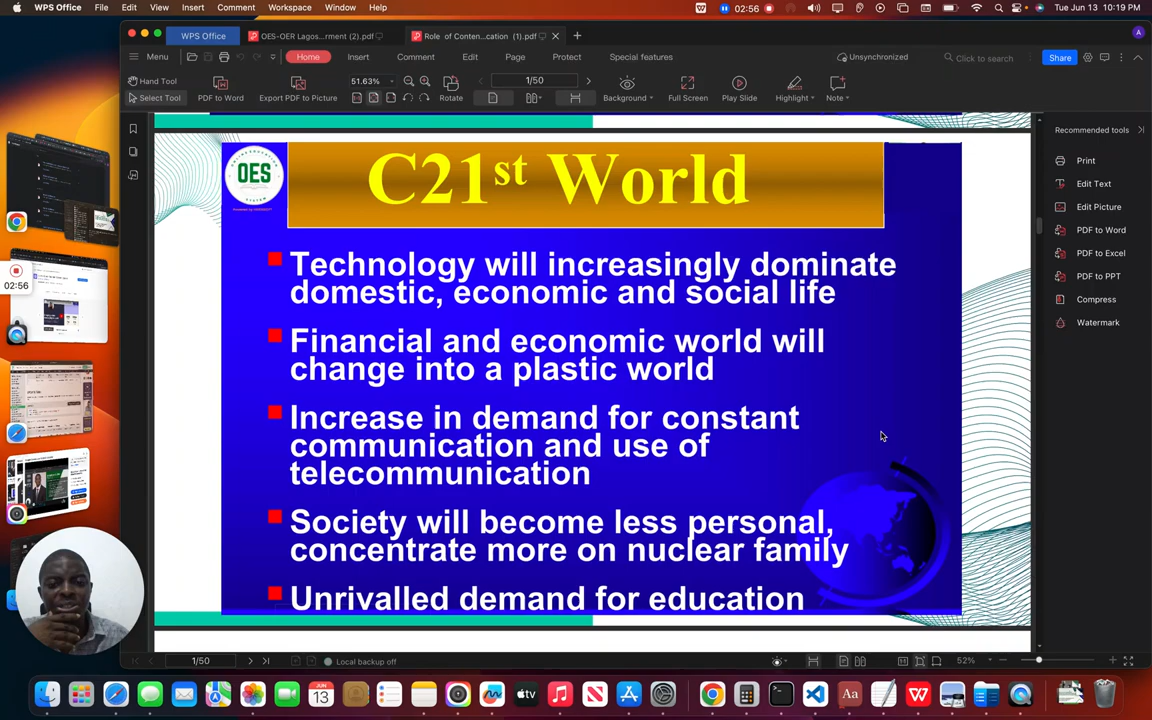 WPS Office File Edit View Insert Comment Workspace Window Help 02:56 Tue Jun 13 10:19 PM
WPS Office OES-OER Lagos...rment (2).pdf Role of Conten...cation (1).pdf A
Menu Home Insert Comment Edit Page Protect Special features Unsynchronized Click to search Share
Hand Tool 51.63% 1/50
Select Tool PDF to Word Export PDF to Picture Rotate Background Full Screen Play Slide Highlight Note
Recommended tools
Print
Edit Text
Edit Picture
PDF to Word
PDF to Excel
PDF to PPT
Compress
Watermark
02:56
OES
C21st World
Technology will increasingly dominate
domestic, economic and social life
Financial and economic world will
change into a plastic world
Increase in demand for constant
communication and use of
telecommunication
Society will become less personal,
concentrate more on nuclear family
Unrivalled demand for education
1/50 Local backup off 52%
JUN
13
tv
Aa